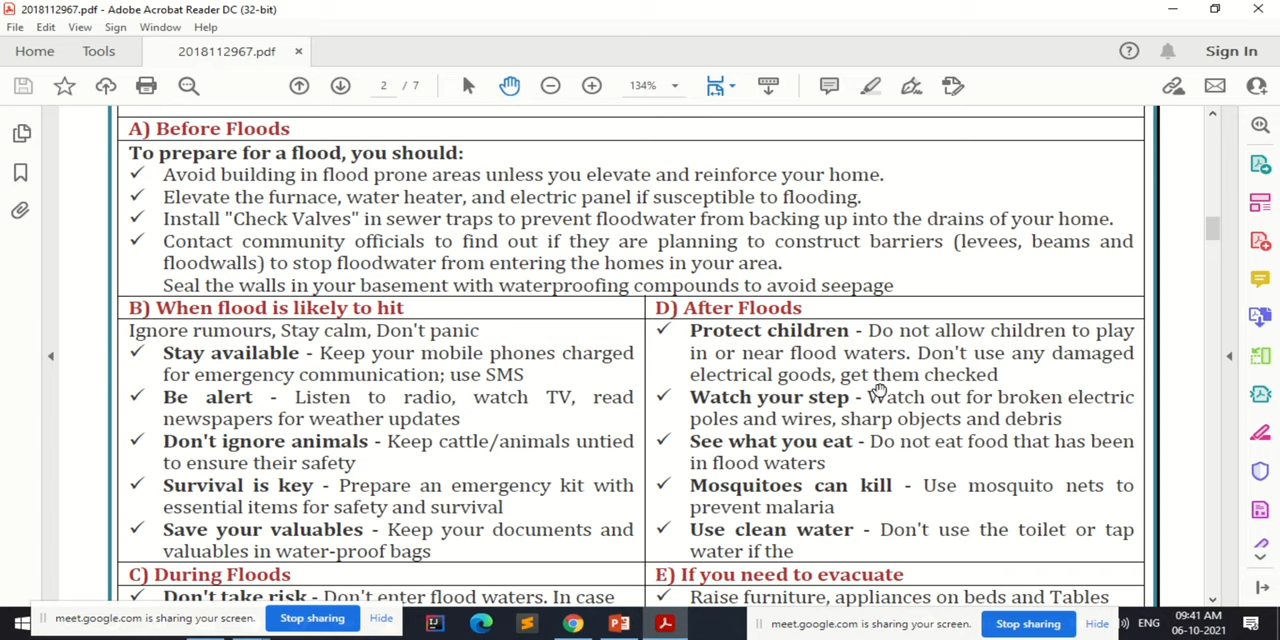 2018112967.pdf - Adobe Acrobat Reader DC (32-bit)
File Edit View Sign Window Help
Home Tools 2018112967.pdf × Sign In
2 / 7 134%
A) Before Floods
To prepare for a flood, you should:
✓ Avoid building in flood prone areas unless you elevate and reinforce your home.
✓ Elevate the furnace, water heater, and electric panel if susceptible to flooding.
✓ Install "Check Valves" in sewer traps to prevent floodwater from backing up into the drains of your home.
✓ Contact community officials to find out if they are planning to construct barriers (levees, beams and
floodwalls) to stop floodwater from entering the homes in your area.
Seal the walls in your basement with waterproofing compounds to avoid seepage
B) When flood is likely to hit
Ignore rumours, Stay calm, Don't panic
✓ Stay available - Keep your mobile phones charged
for emergency communication; use SMS
✓ Be alert - Listen to radio, watch TV, read
newspapers for weather updates
✓ Don't ignore animals - Keep cattle/animals untied
to ensure their safety
✓ Survival is key - Prepare an emergency kit with
essential items for safety and survival
✓ Save your valuables - Keep your documents and
valuables in water-proof bags
C) During Floods
✓ Don't take risk - Don't enter flood waters. In case
D) After Floods
✓ Protect children - Do not allow children to play
in or near flood waters. Don't use any damaged
electrical goods, get them checked
✓ Watch your step - Watch out for broken electric
poles and wires, sharp objects and debris
✓ See what you eat - Do not eat food that has been
in flood waters
✓ Mosquitoes can kill - Use mosquito nets to
prevent malaria
✓ Use clean water - Don't use the toilet or tap
water if the
E) If you need to evacuate
✓ Raise furniture, appliances on beds and Tables
meet.google.com is sharing your screen. Stop sharing Hide
meet.google.com is sharing your screen. Stop sharing Hide
ENG 09:41 AM
06-10-2021